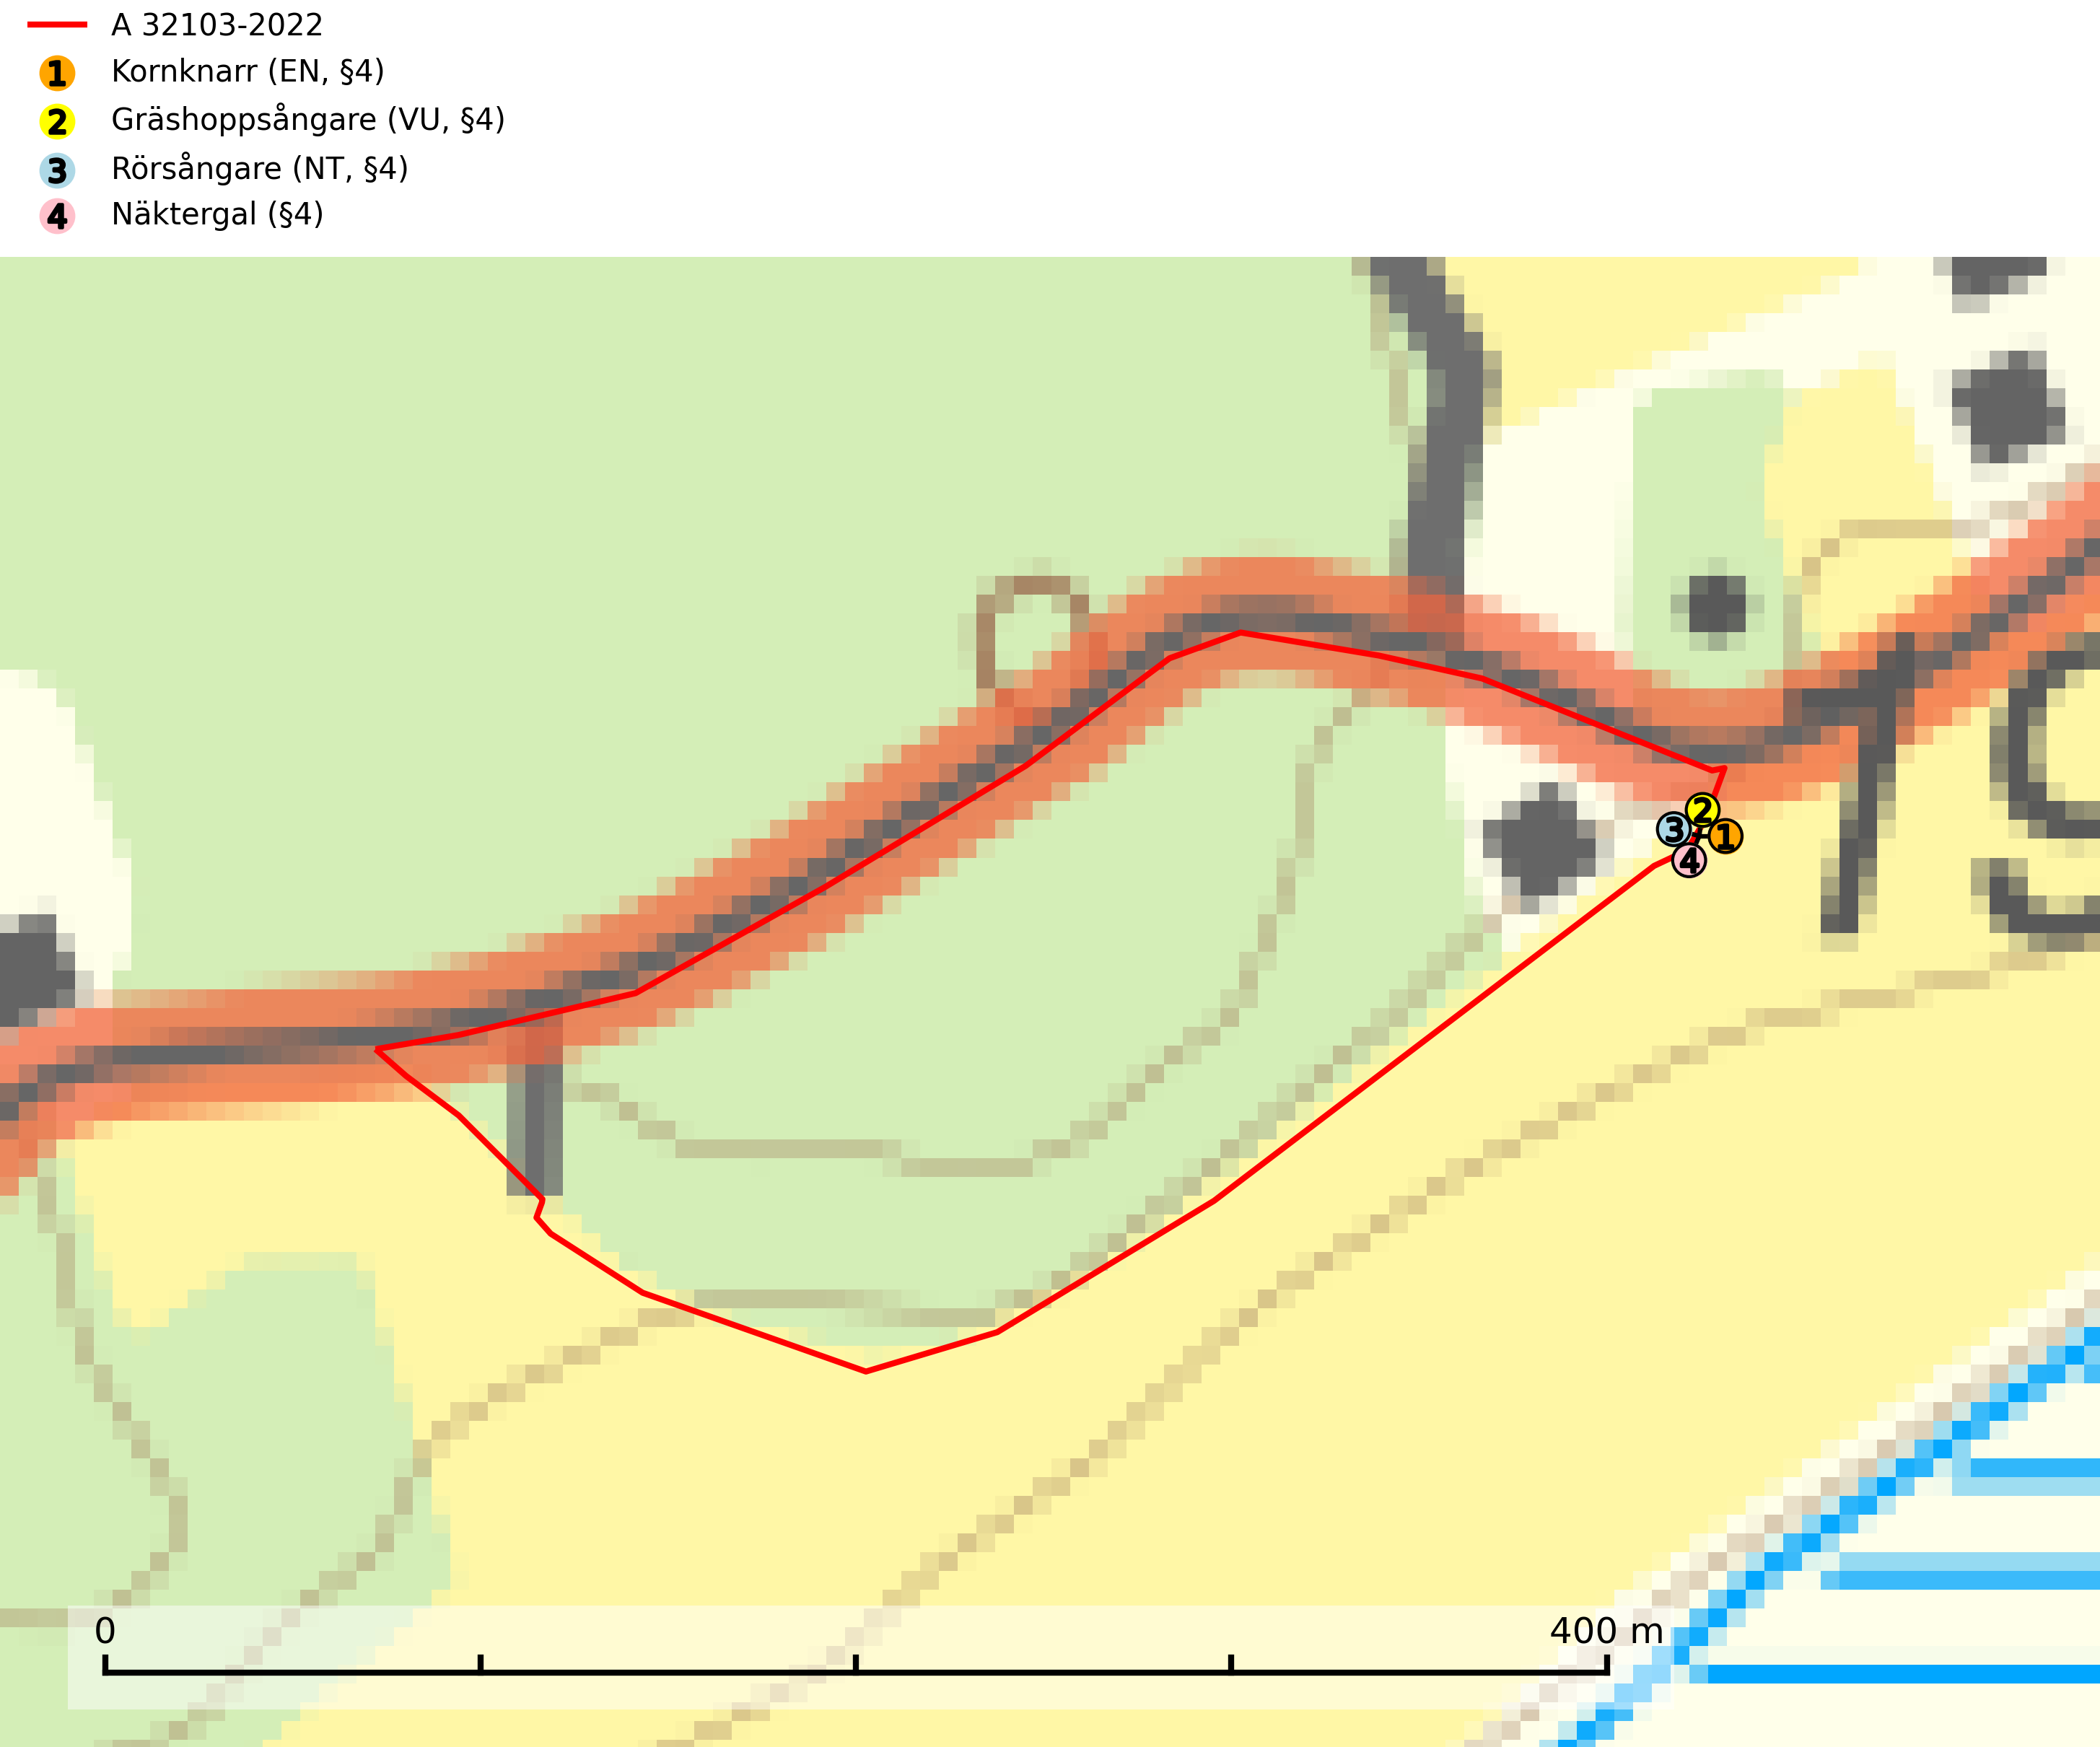 A 32103-2022
1 Kornknarr (EN, §4)
2 Gräshoppsångare (VU, §4)
3 Rörsångare (NT, §4)
4 Näktergal (§4)
2
3 1
4
0 400 m